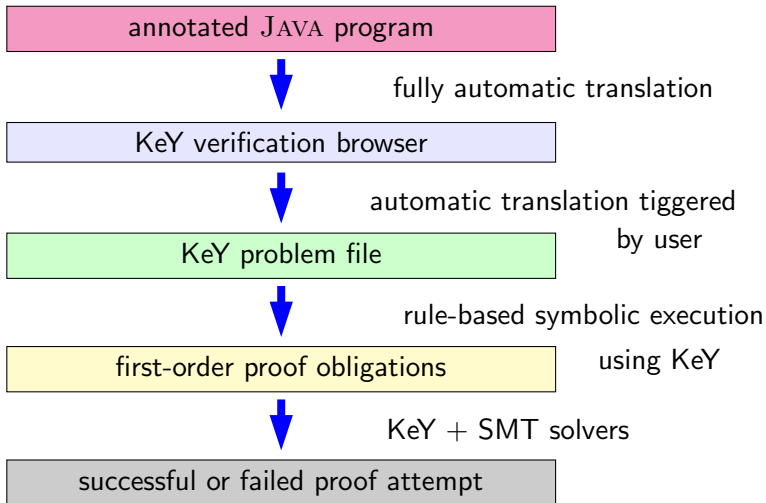 annotated JAVA program
fully automatic translation
KeY verification browser
automatic translation tiggered
by user
KeY problem file
rule-based symbolic execution
using KeY
first-order proof obligations
KeY + SMT solvers
successful or failed proof attempt